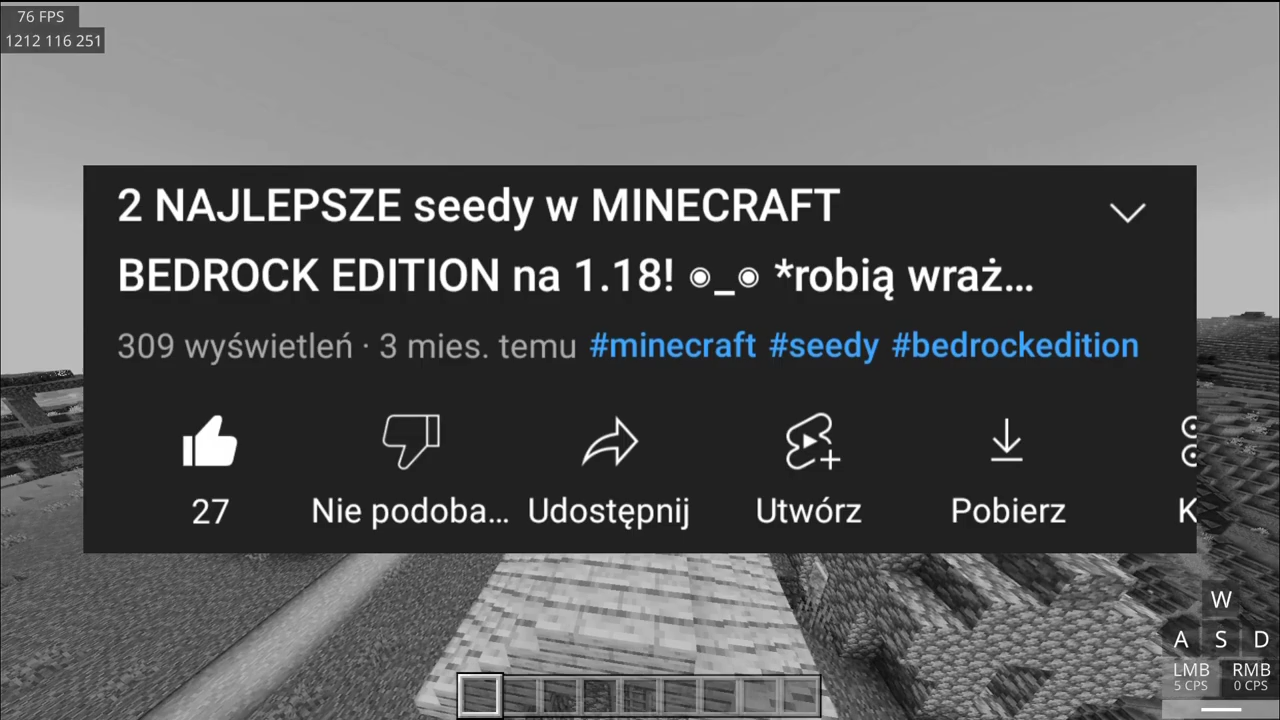 76 FPS
1212 116 251
2 NAJLEPSZE seedy w MINECRAFT
BEDROCK EDITION na 1.18! ◉_◉ *robią wraż...
309 wyświetleń · 3 mies. temu #minecraft #seedy #bedrockedition
27 Nie podoba... Udostępnij Utwórz Pobierz K
W
A S D
LMB RMB
5 CPS 0 CPS